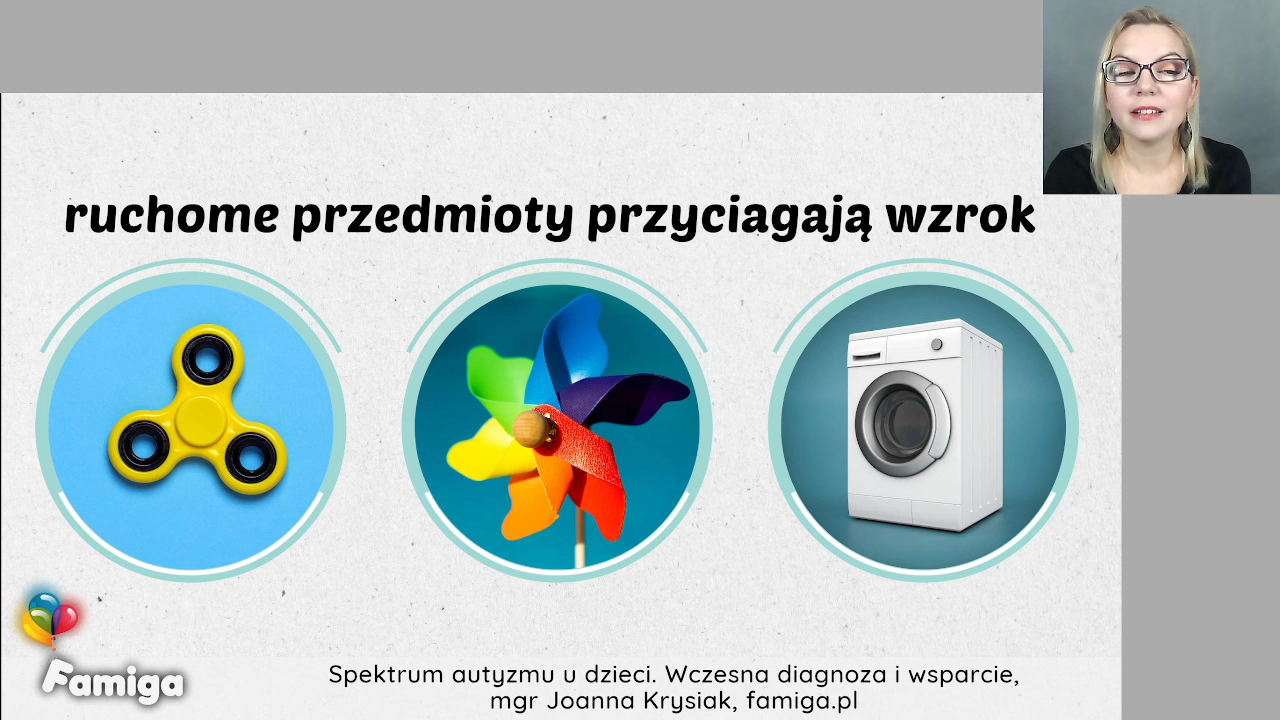 ruchome przedmioty przyciagają wzrok
Famiga
Spektrum autyzmu u dzieci. Wczesna diagnoza i wsparcie,
mgr Joanna Krysiak, famiga.pl